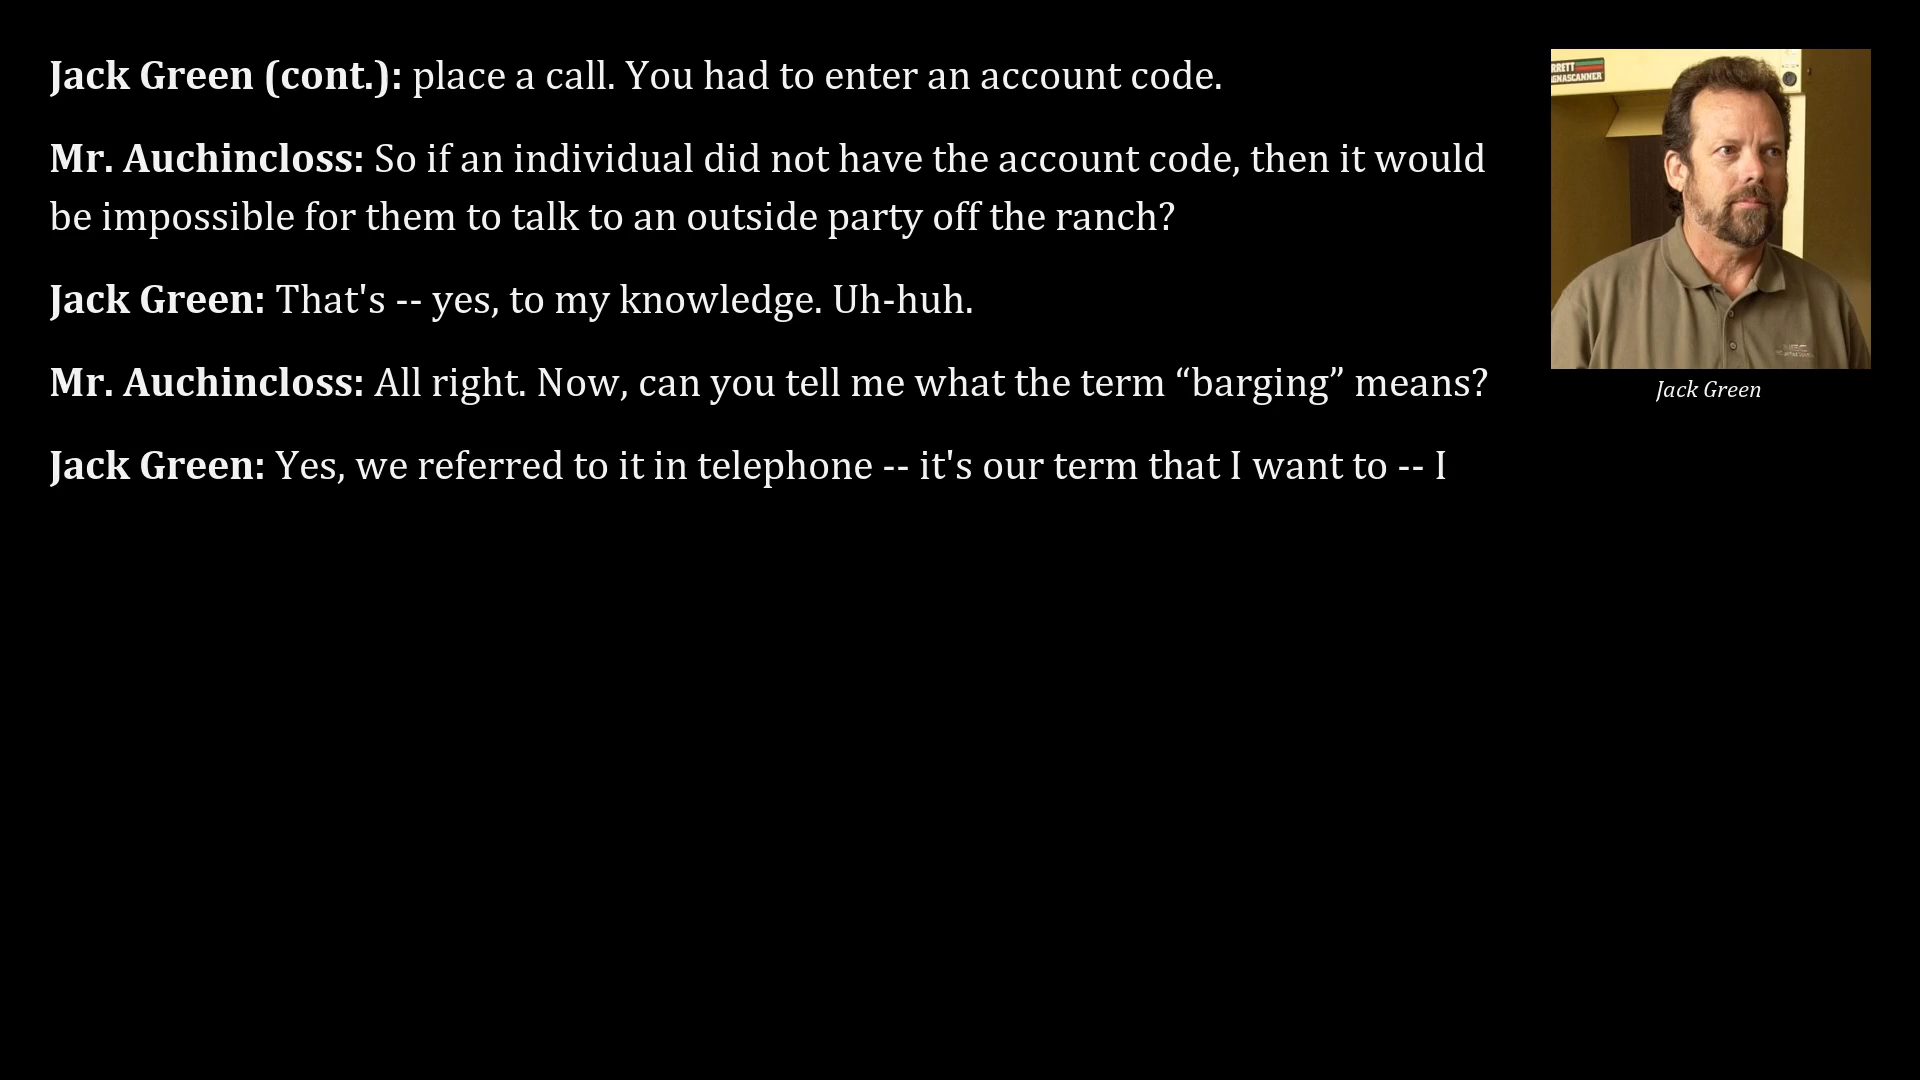 Jack Green (cont.): place a call. You had to enter an account code.
Mr. Auchincloss: So if an individual did not have the account code, then it would
be impossible for them to talk to an outside party off the ranch?
Jack Green: That's -- yes, to my knowledge. Uh-huh.
Mr. Auchincloss: All right. Now, can you tell me what the term “barging” means?
Jack Green: Yes, we referred to it in telephone -- it's our term that I want to -- I
RRETT
GNASCANNER
Jack Green